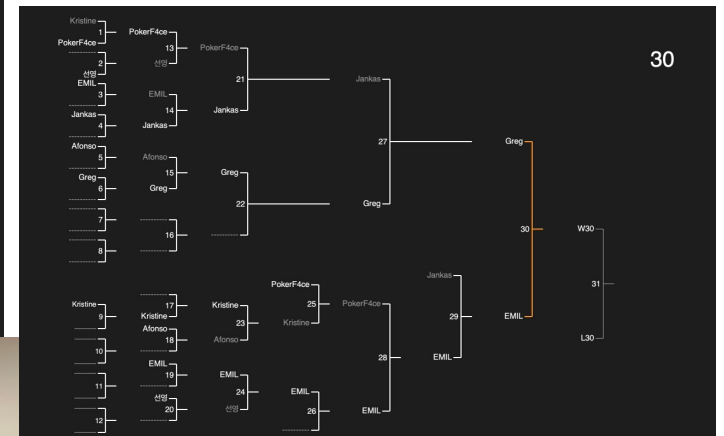 30
Kristine
1
PokerF4ce
2
선영
EMIL
3
Jankas
4
Afonso
5
Greg
6
7
8
PokerF4ce
13
선영
EMIL
14
Jankas
Afonso
15
Greg
16
PokerF4ce
21
Jankas
Greg
22
Jankas
27
Greg
Greg
30
EMIL
W30
31
L30
Kristine
9
10
11
12
17
Kristine
Afonso
18
EMIL
19
선영
20
Kristine
23
Afonso
EMIL
24
선영
PokerF4ce
25
Kristine
EMIL
26
PokerF4ce
28
EMIL
Jankas
29
EMIL